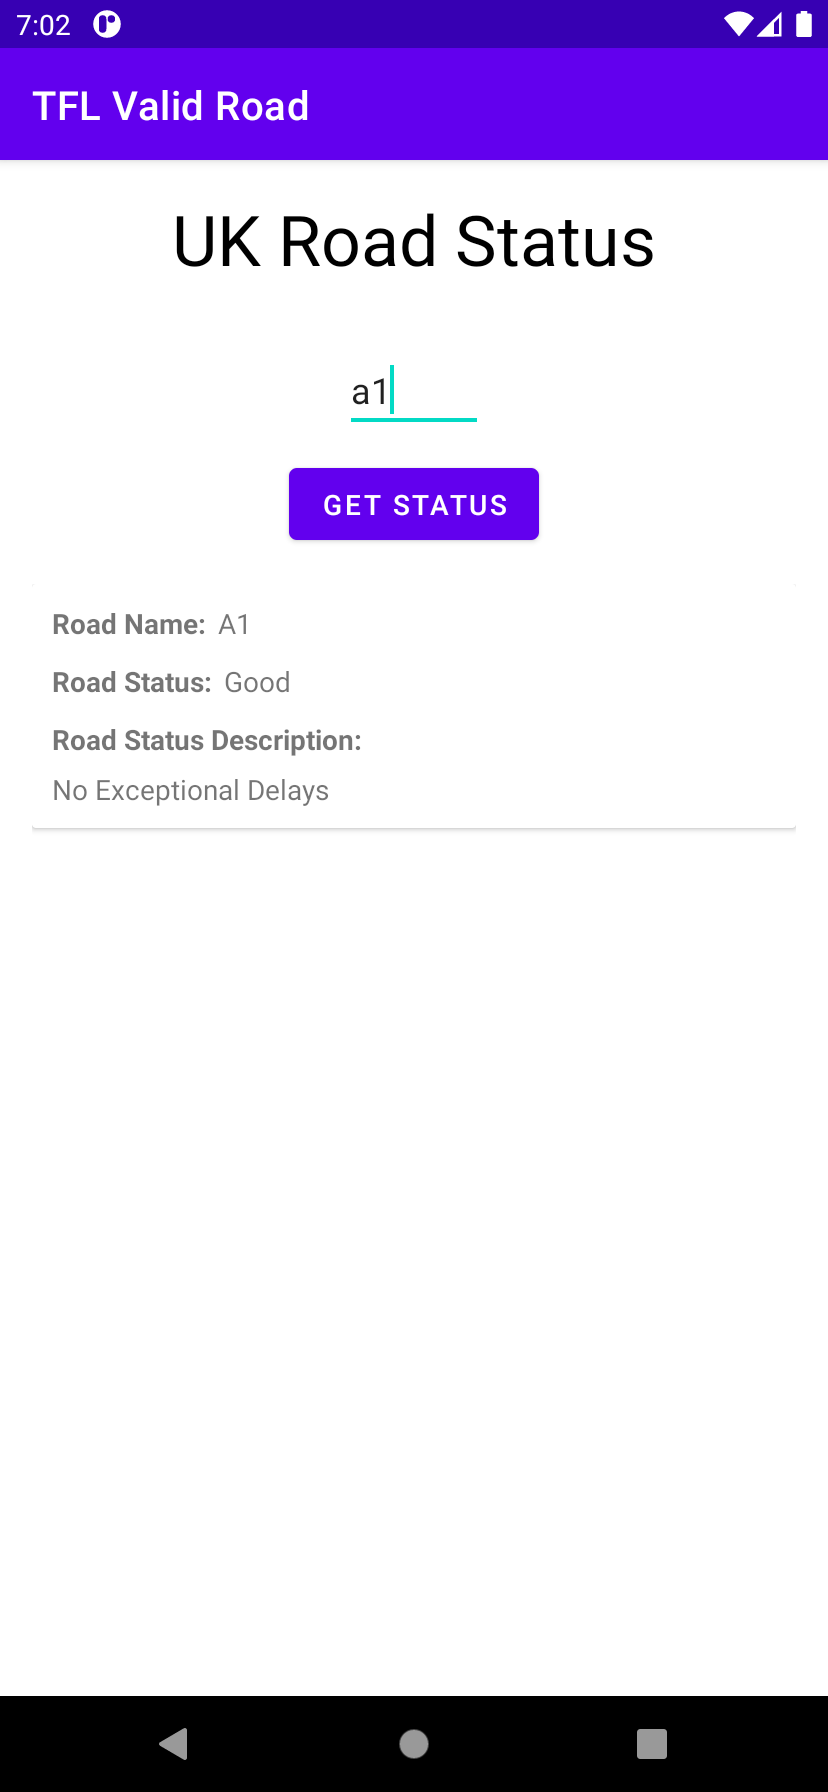 7:02
TFL Valid Road
UK Road Status
a1
GET STATUS
Road Name: A1
Road Status: Good
Road Status Description:
No Exceptional Delays